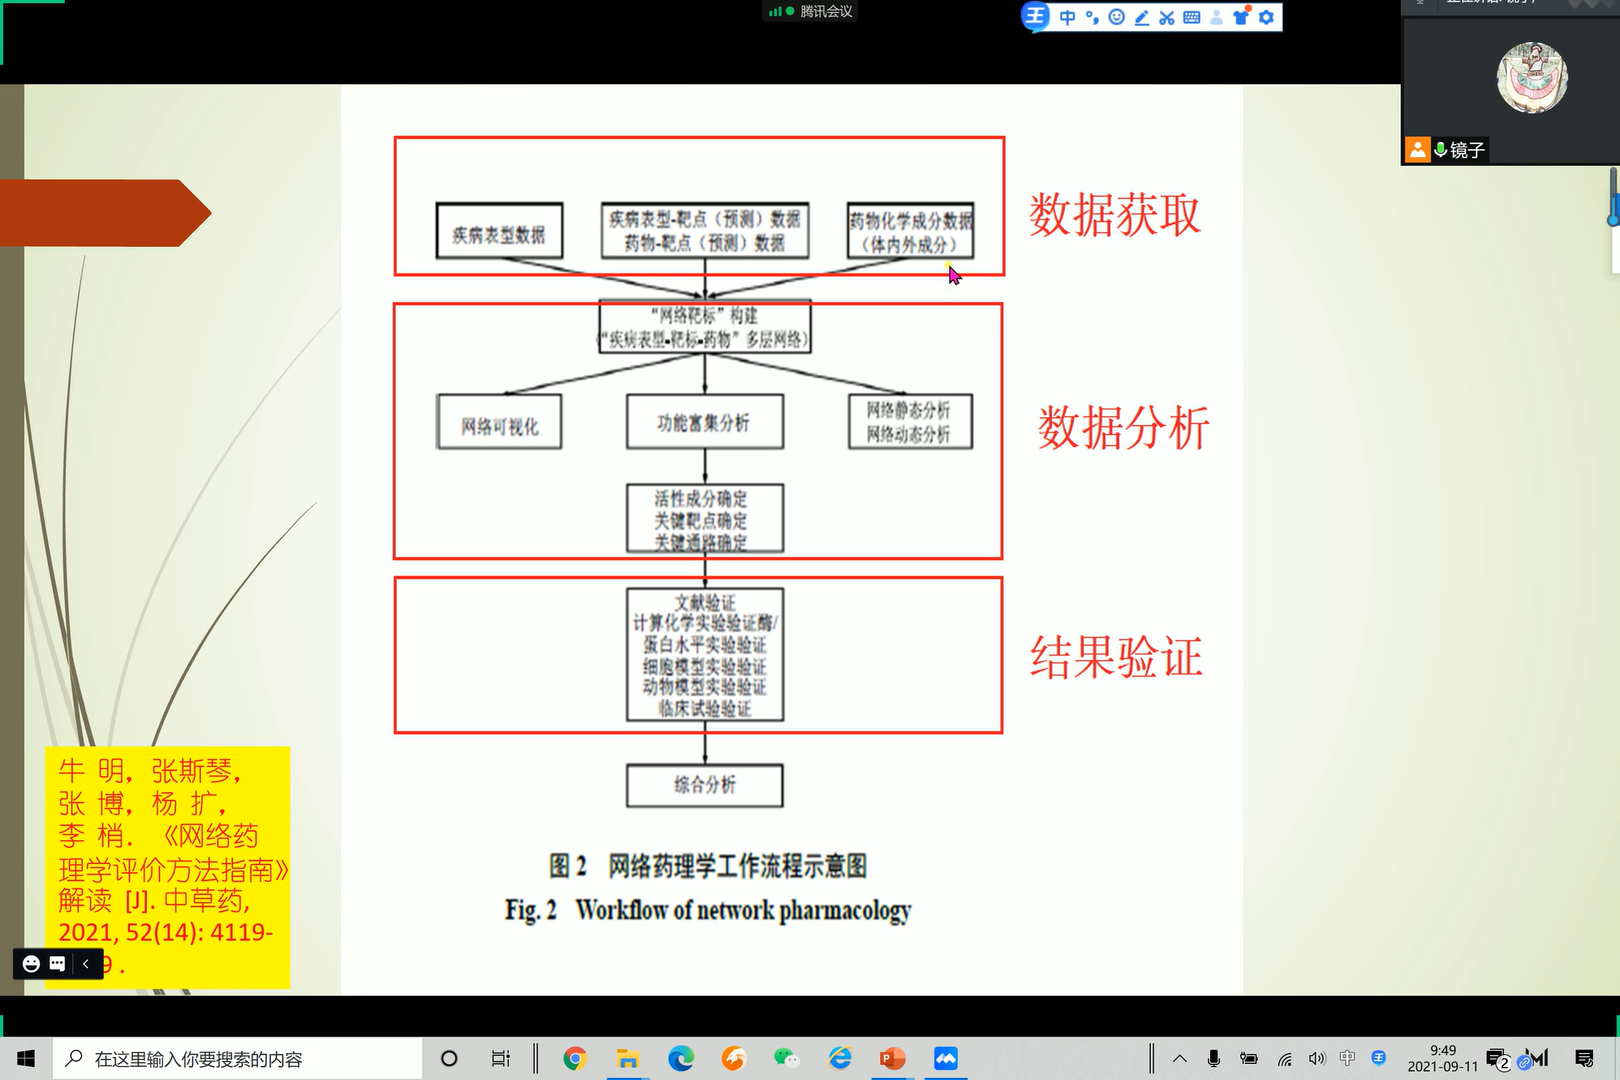 腾讯会议
中
镜子
疾病表型数据
疾病表型-靶点（预测）数据
药物-靶点（预测）数据
药物化学成分数据
（体内外成分）
数据获取
“网络靶标”构建
（“疾病表型-靶标-药物”多层网络）
网络可视化
功能富集分析
网络静态分析
网络动态分析
数据分析
活性成分确定
关键靶点确定
关键通路确定
文献验证
计算化学实验验证酶/
蛋白水平实验验证
细胞模型实验验证
动物模型实验验证
临床试验验证
结果验证
综合分析
图 2 网络药理学工作流程示意图
Fig. 2 Workflow of network pharmacology
牛 明，张斯琴，
张 博，杨 扩，
李 梢. 《网络药
理学评价方法指南》
解读 [J]. 中草药，
2021, 52(14): 4119-
9 .
在这里输入你要搜索的内容
中
9:49
2021-09-11
2